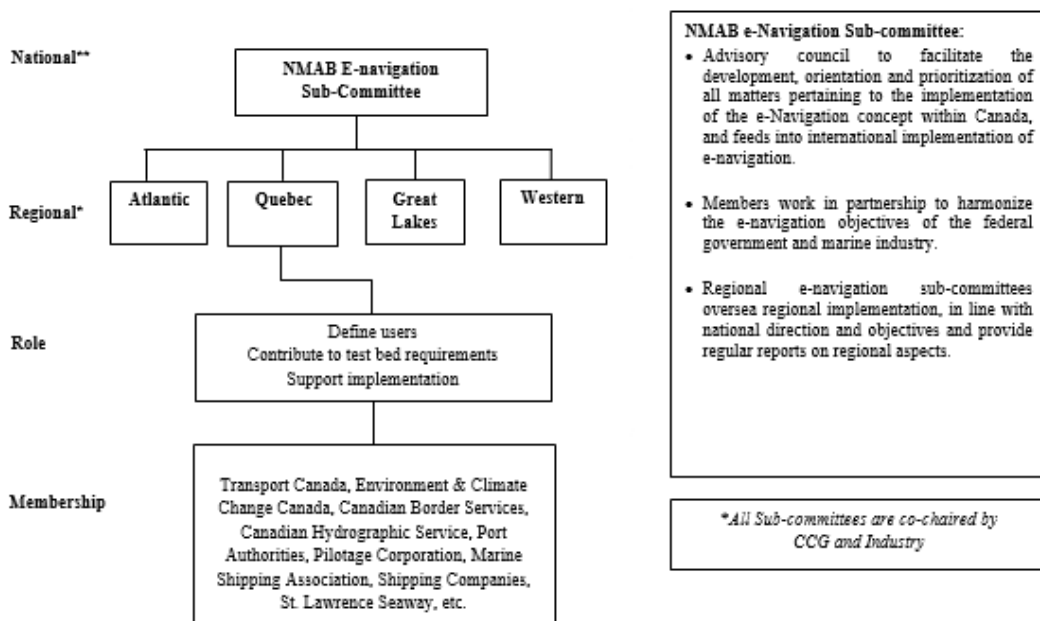 National**
NMAB E-navigation
Sub-Committee
Regional*
Atlantic
Quebec
Great
Lakes
Western
Role
Define users
Contribute to test bed requirements
Support implementation
Membership
Transport Canada, Environment & Climate
Change Canada, Canadian Border Services,
Canadian Hydrographic Service, Port
Authorities, Pilotage Corporation, Marine
Shipping Association, Shipping Companies,
St. Lawrence Seaway, etc.
NMAB e-Navigation Sub-committee:
• Advisory council to facilitate the
development, orientation and prioritization of
all matters pertaining to the implementation
of the e-Navigation concept within Canada,
and feeds into international implementation of
e-navigation.
• Members work in partnership to harmonize
the e-navigation objectives of the federal
government and marine industry.
• Regional e-navigation sub-committees
oversea regional implementation, in line with
national direction and objectives and provide
regular reports on regional aspects.
*All Sub-committees are co-chaired by
CCG and Industry